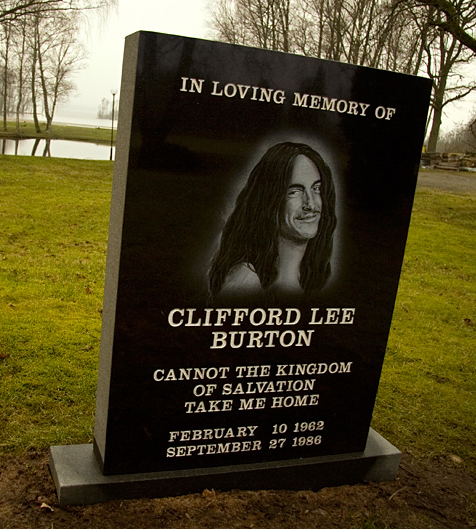 IN LOVING MEMORY OF
CLIFFORD LEE
BURTON
CANNOT THE KINGDOM
OF SALVATION
TAKE ME HOME
FEBRUARY 10 1962
SEPTEMBER 27 1986